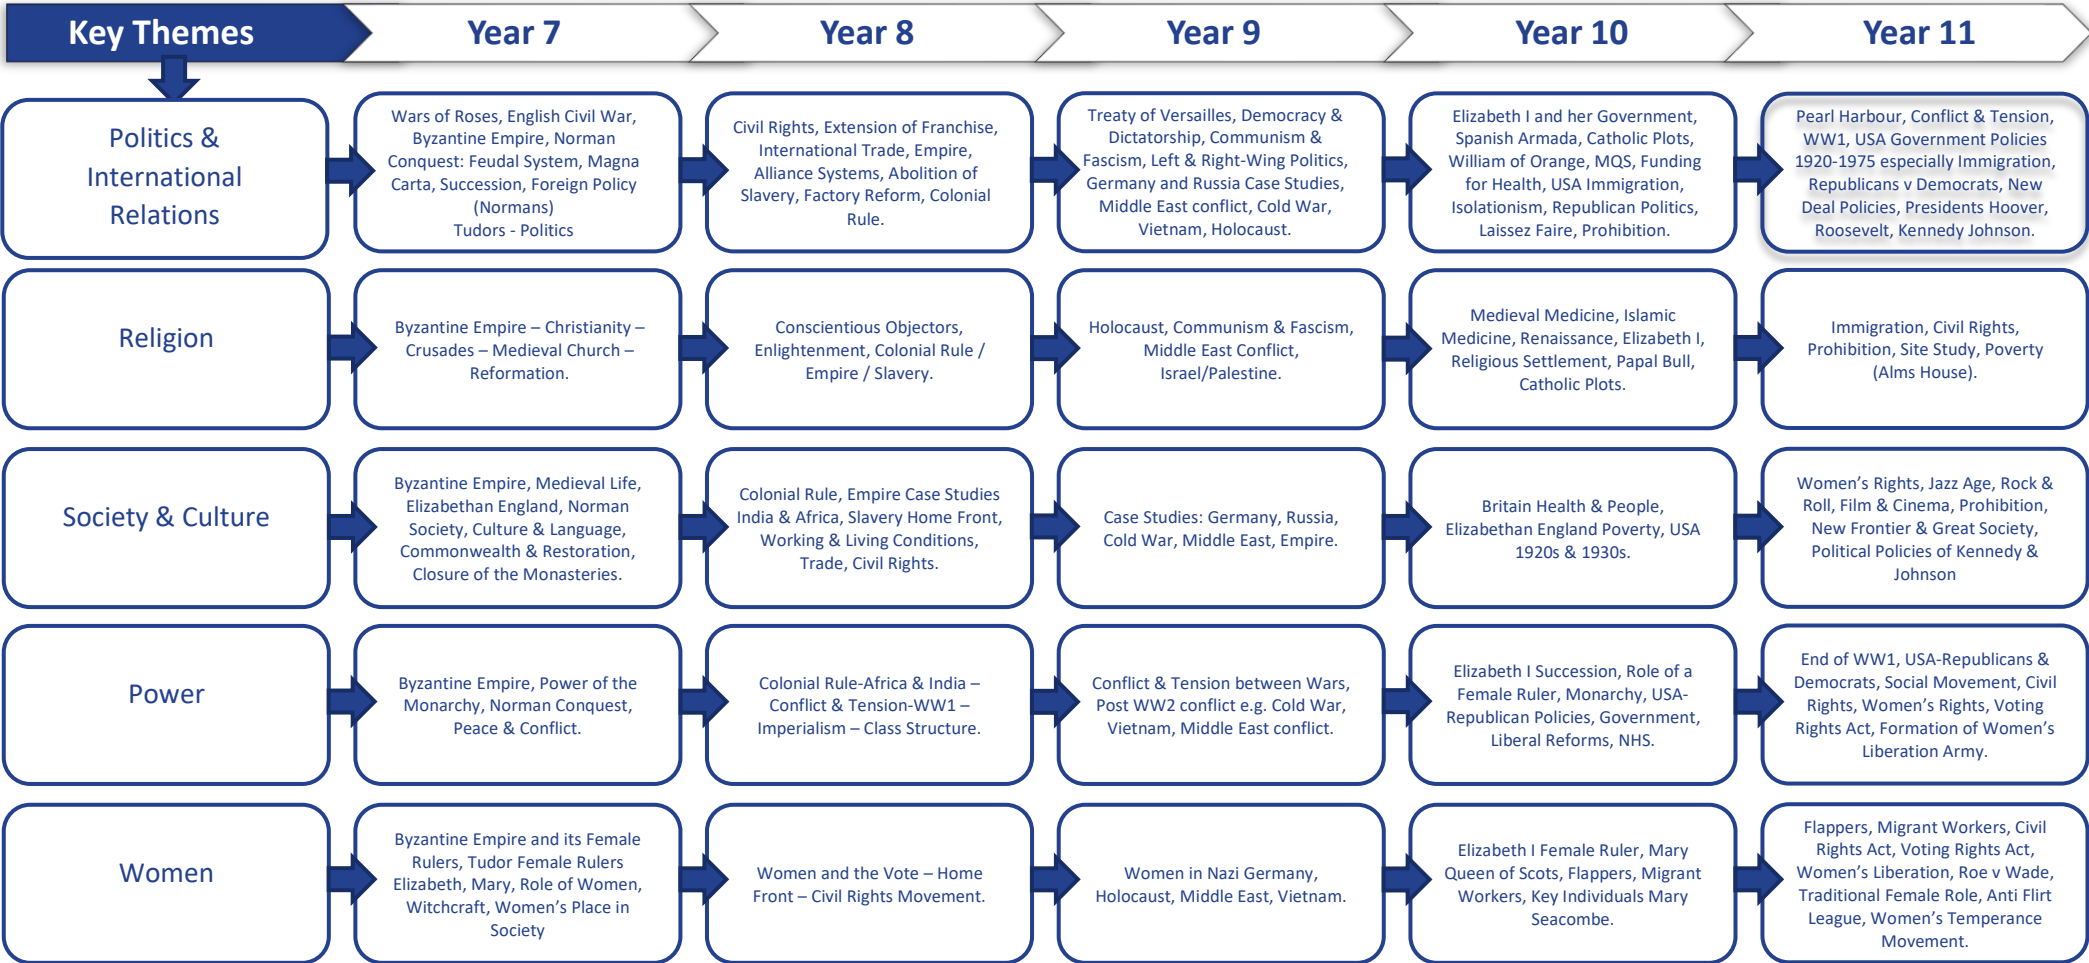 Key Themes
Year 7
Year 8
Year 9
Year 10
Year 11
Politics &
International
Relations
Wars of Roses, English Civil War,
Byzantine Empire, Norman
Conquest: Feudal System, Magna
Carta, Succession, Foreign Policy
(Normans)
Tudors - Politics
Civil Rights, Extension of Franchise,
International Trade, Empire,
Alliance Systems, Abolition of
Slavery, Factory Reform, Colonial
Rule.
Treaty of Versailles, Democracy &
Dictatorship, Communism &
Fascism, Left & Right-Wing Politics,
Germany and Russia Case Studies,
Middle East conflict, Cold War,
Vietnam, Holocaust.
Elizabeth I and her Government,
Spanish Armada, Catholic Plots,
William of Orange, MQS, Funding
for Health, USA Immigration,
Isolationism, Republican Politics,
Laissez Faire, Prohibition.
Pearl Harbour, Conflict & Tension,
WW1, USA Government Policies
1920-1975 especially Immigration,
Republicans v Democrats, New
Deal Policies, Presidents Hoover,
Roosevelt, Kennedy Johnson.
Religion
Byzantine Empire – Christianity –
Crusades – Medieval Church –
Reformation.
Conscientious Objectors,
Enlightenment, Colonial Rule /
Empire / Slavery.
Holocaust, Communism & Fascism,
Middle East Conflict,
Israel/Palestine.
Medieval Medicine, Islamic
Medicine, Renaissance, Elizabeth I,
Religious Settlement, Papal Bull,
Catholic Plots.
Immigration, Civil Rights,
Prohibition, Site Study, Poverty
(Alms House).
Society & Culture
Byzantine Empire, Medieval Life,
Elizabethan England, Norman
Society, Culture & Language,
Commonwealth & Restoration,
Closure of the Monasteries.
Colonial Rule, Empire Case Studies
India & Africa, Slavery Home Front,
Working & Living Conditions,
Trade, Civil Rights.
Case Studies: Germany, Russia,
Cold War, Middle East, Empire.
Britain Health & People,
Elizabethan England Poverty, USA
1920s & 1930s.
Women's Rights, Jazz Age, Rock &
Roll, Film & Cinema, Prohibition,
New Frontier & Great Society,
Political Policies of Kennedy &
Johnson
Power
Byzantine Empire, Power of the
Monarchy, Norman Conquest,
Peace & Conflict.
Colonial Rule-Africa & India –
Conflict & Tension-WW1 –
Imperialism – Class Structure.
Conflict & Tension between Wars,
Post WW2 conflict e.g. Cold War,
Vietnam, Middle East conflict.
Elizabeth I Succession, Role of a
Female Ruler, Monarchy, USA-
Republican Policies, Government,
Liberal Reforms, NHS.
End of WW1, USA-Republicans &
Democrats, Social Movement, Civil
Rights, Women's Rights, Voting
Rights Act, Formation of Women's
Liberation Army.
Women
Byzantine Empire and its Female
Rulers, Tudor Female Rulers
Elizabeth, Mary, Role of Women,
Witchcraft, Women's Place in
Society
Women and the Vote – Home
Front – Civil Rights Movement.
Women in Nazi Germany,
Holocaust, Middle East, Vietnam.
Elizabeth I Female Ruler, Mary
Queen of Scots, Flappers, Migrant
Workers, Key Individuals Mary
Seacombe.
Flappers, Migrant Workers, Civil
Rights Act, Voting Rights Act,
Women's Liberation, Roe v Wade,
Traditional Female Role, Anti Flirt
League, Women's Temperance
Movement.